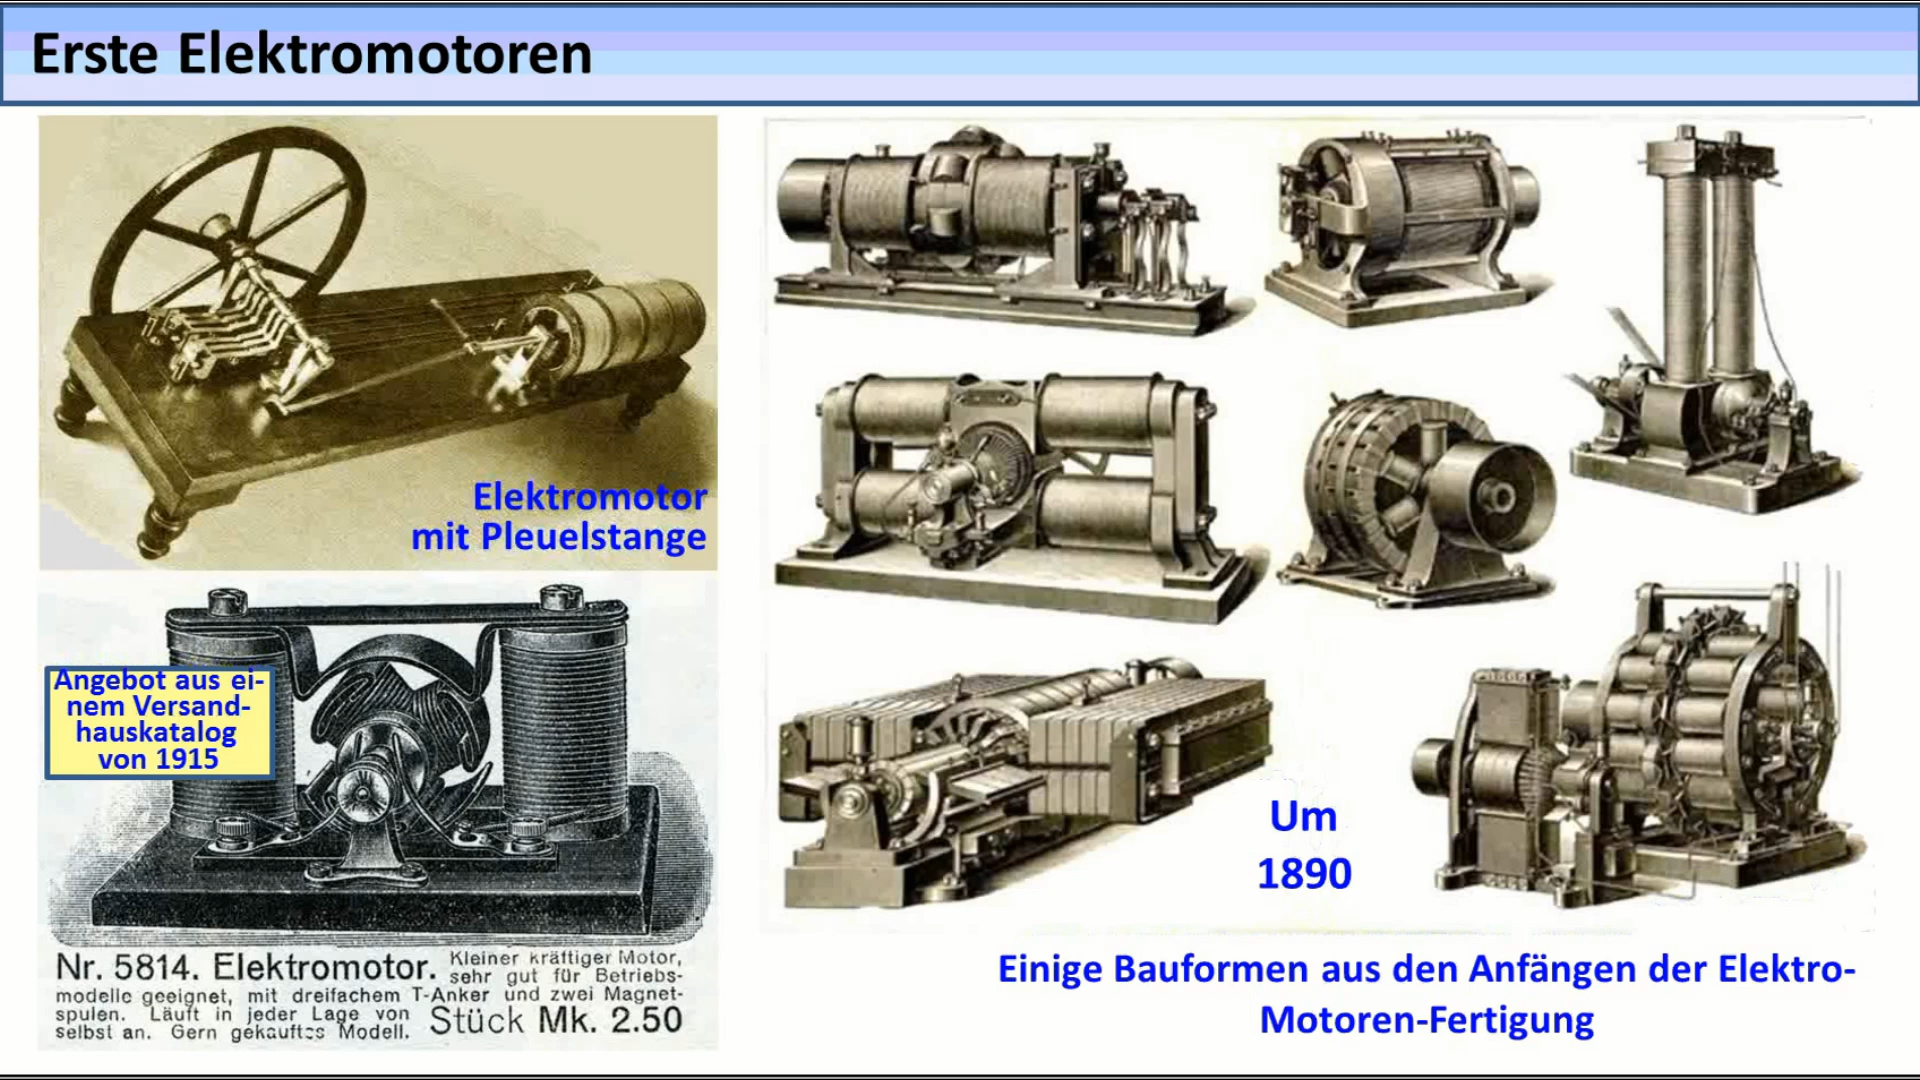 Erste Elektromotoren
Elektromotor
mit Pleuelstange
Angebot aus ei-
nem Versand-
hauskatalog
von 1915
Nr. 5814. Elektromotor. Kleiner kräftiger Motor,
sehr gut für Betriebs-
modelle geeignet, mit dreifachem T-Anker und zwei Magnet-
spulen. Läuft in jeder Lage von
selbst an. Gern gekauftes Modell. Stück Mk. 2.50
Um
1890
Einige Bauformen aus den Anfängen der Elektro-
Motoren-Fertigung